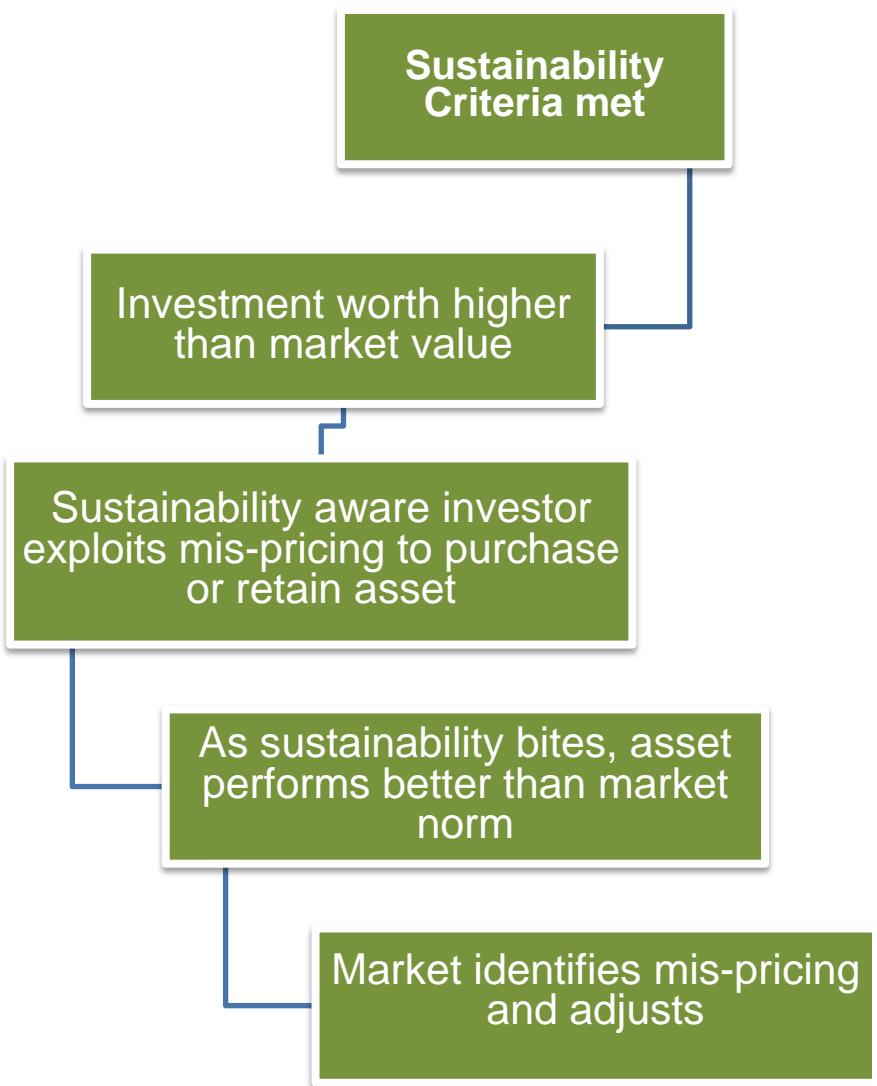 Sustainability
Criteria met
Investment worth higher
than market value
Sustainability aware investor
exploits mis-pricing to purchase
or retain asset
As sustainability bites, asset
performs better than market
norm
Market identifies mis-pricing
and adjusts